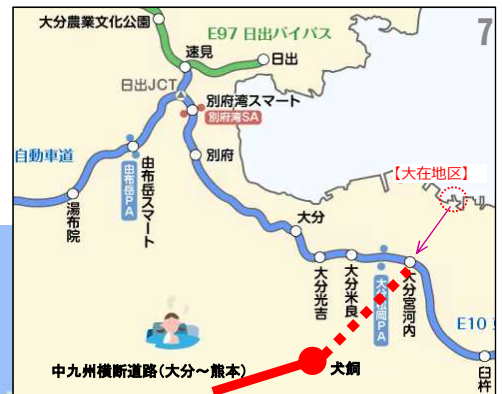 大分農業文化公園
7
E97 日出バイパス
速見
日出
日出JCT
別府湾スマート
別府湾SA
自動車道
由布岳PA
由布岳スマート
別府
湯布院
【大在地区】
大分
大分光吉
大分米良
大分松岡PA
大分宮河内
E10
臼杵
中九州横断道路(大分～熊本)
犬飼